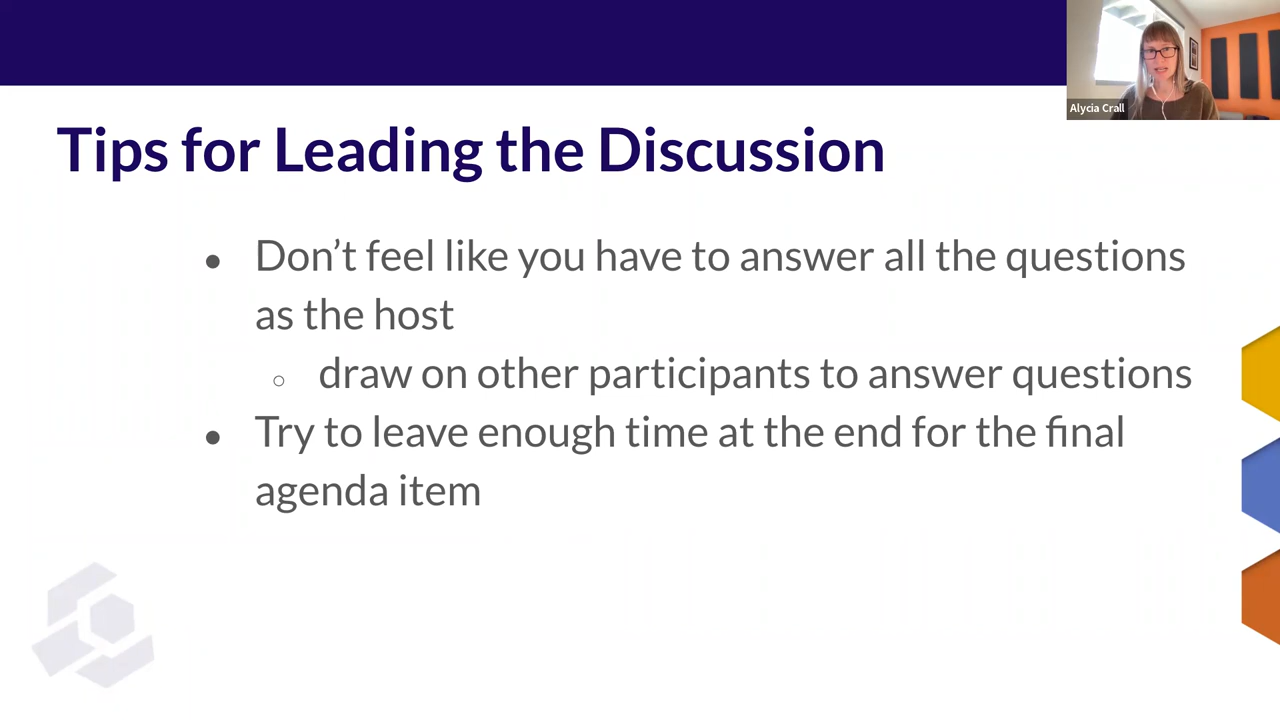 Alycia Crall
Tips for Leading the Discussion
● Don’t feel like you have to answer all the questions
as the host
○ draw on other participants to answer questions
● Try to leave enough time at the end for the final
agenda item